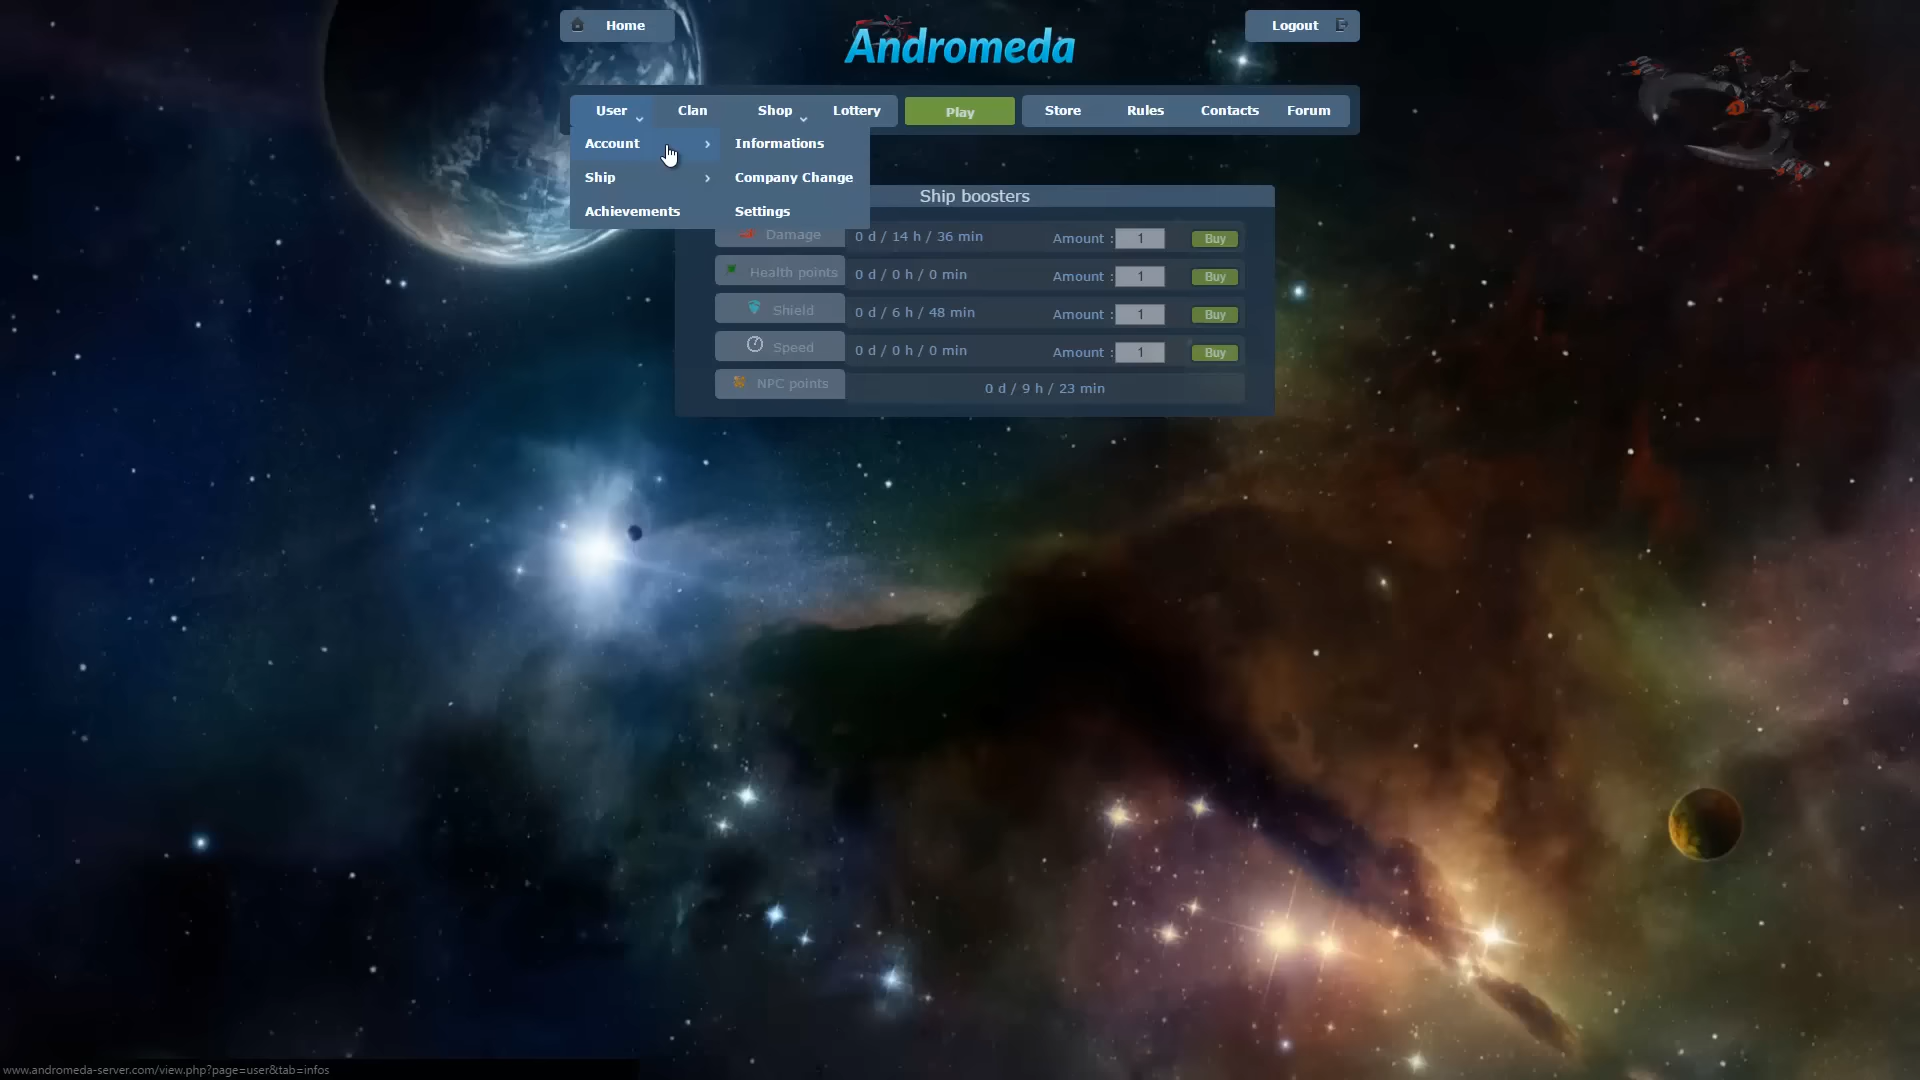 Home
Andromeda
Logout
User
Clan
Shop
Lottery
Play
Store
Rules
Contacts
Forum
Account
Informations
Ship
Company Change
Achievements
Settings
Ship boosters
Damage 0 d / 14 h / 36 min Amount : 1 Buy
Health points 0 d / 0 h / 0 min Amount : 1 Buy
Shield 0 d / 6 h / 48 min Amount : 1 Buy
Speed 0 d / 0 h / 0 min Amount : 1 Buy
NPC points 0 d / 9 h / 23 min
www.andromeda-server.com/view.php?page=user&tab=infos